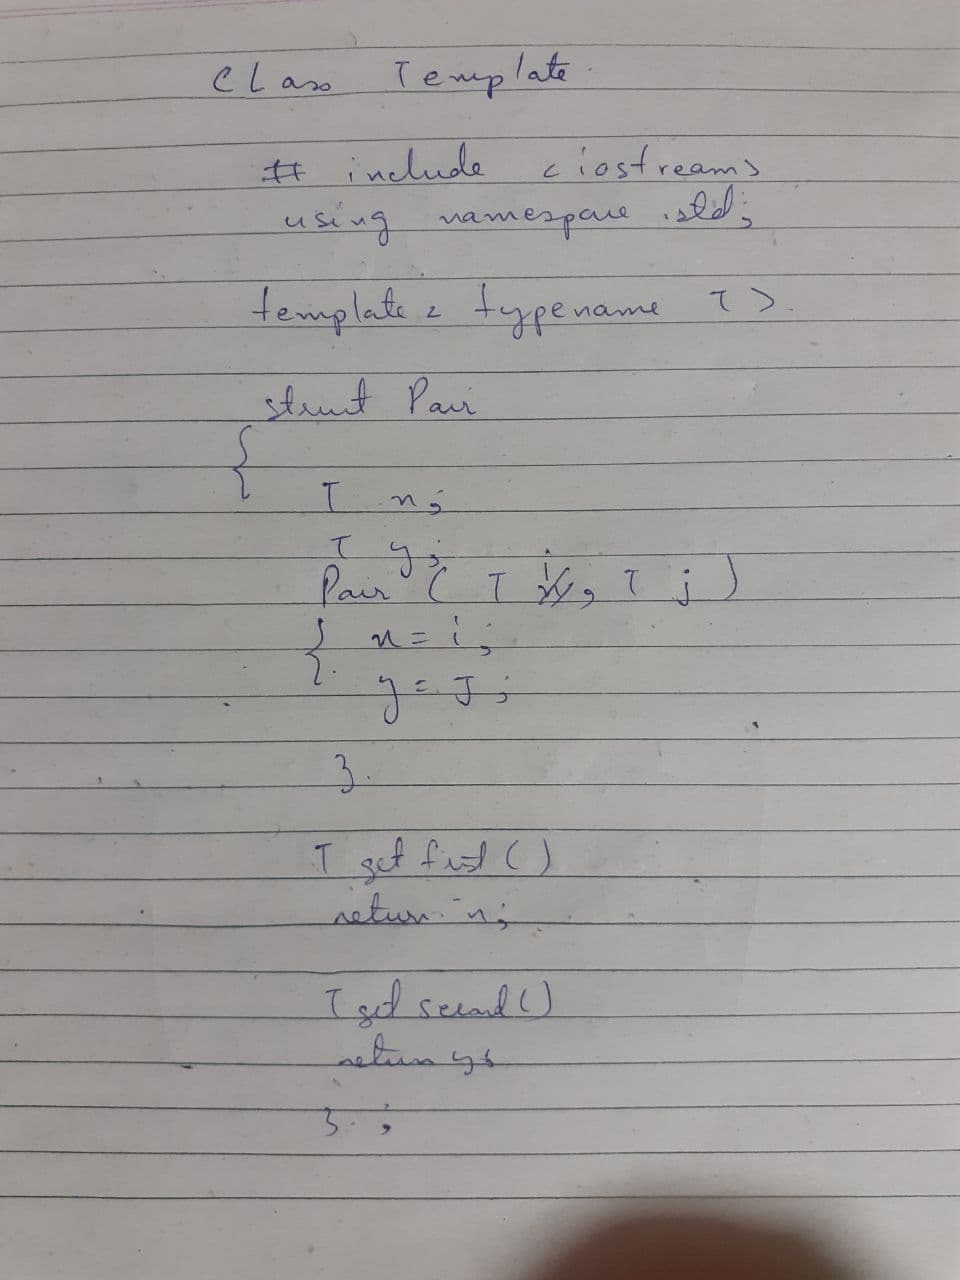 Class Template
# include <iostream>
using namespace std;
template < typename T >
struct Pair
{
T x;
T y;
Pair ( T i, T j )
{ x = i;
y = J;
}
T get first ( )
return x;
T get second ( )
return y;
} ;